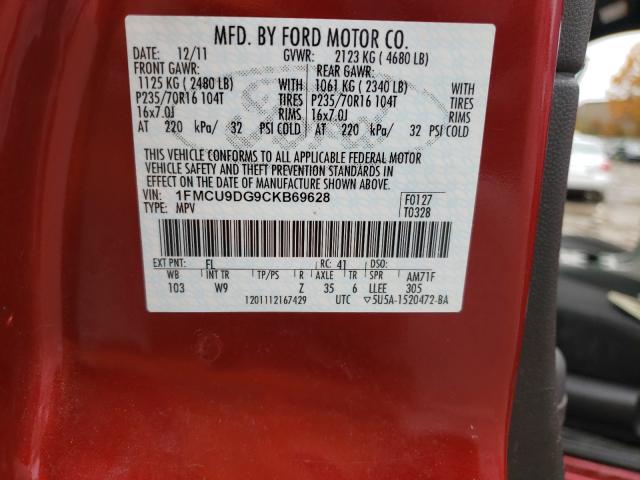 MFD. BY FORD MOTOR CO.
DATE: 12/11 GVWR: 2123 KG ( 4680 LB)
FRONT GAWR: REAR GAWR:
1125 KG ( 2480 LB) WITH 1061 KG ( 2340 LB) WITH
P235/70R16 104T TIRES P235/70R16 104T TIRES
16x7.0J RIMS 16x7.0J RIMS
AT 220 kPa/ 32 PSI COLD AT 220 kPa/ 32 PSI COLD
THIS VEHICLE CONFORMS TO ALL APPLICABLE FEDERAL MOTOR
VEHICLE SAFETY AND THEFT PREVENTION STANDARDS IN EFFECT
ON THE DATE OF MANUFACTURE SHOWN ABOVE.
VIN: 1FMCU9DG9CKB69628 F0127
TYPE: MPV T0328
EXT PNT: FL RC: 41 DSO:
WB INT TR TP/PS R AXLE TR SPR AM71F
103 W9 Z 35 6 LLEE 305
1201112167429 UTC ▽5U5A-1520472-BA
Ford